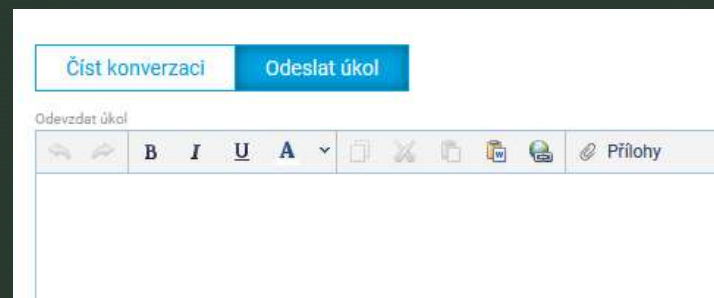 Číst konverzaci Odeslat úkol
Odevzdat úkol
B I U A Přílohy